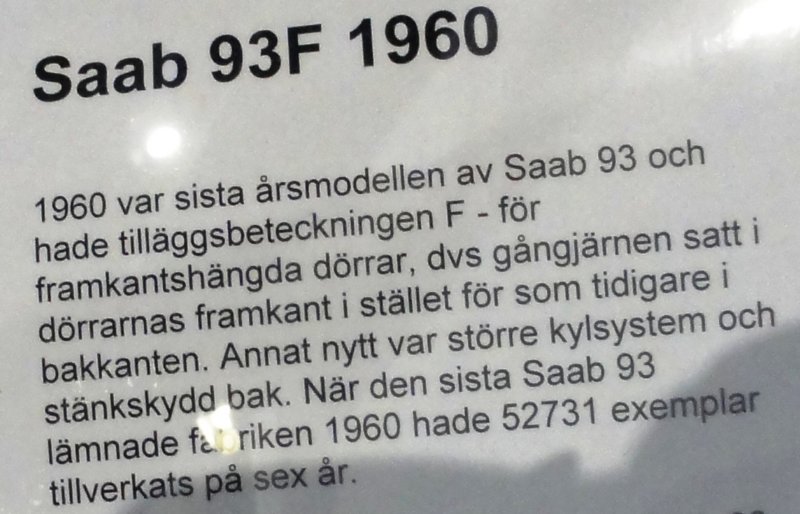 Saab 93F 1960
1960 var sista årsmodellen av Saab 93 och
hade tilläggsbeteckningen F - för
framkantshängda dörrar, dvs gångjärnen satt i
dörrarnas framkant i stället för som tidigare i
bakkanten. Annat nytt var större kylsystem och
stänkskydd bak. När den sista Saab 93
lämnade fabriken 1960 hade 52731 exemplar
tillverkats på sex år.